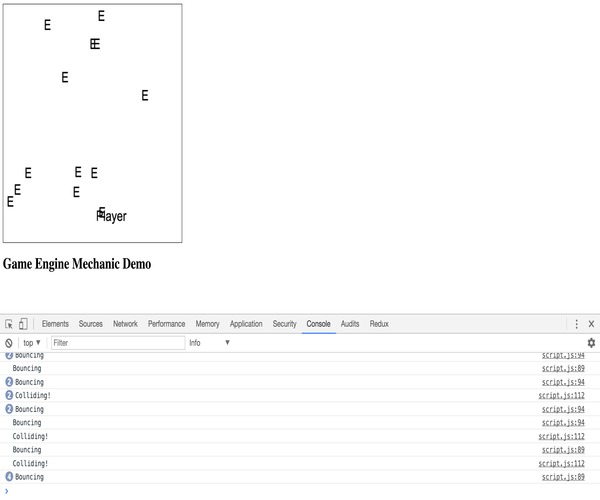 E
E
EE
E
E
E
E
E
E
E
E
E
Player
Game Engine Mechanic Demo
Elements Sources Network Performance Memory Application Security Console Audits Redux
top ▼ Filter Info ▼
2 Bouncing script.js:94
Bouncing script.js:89
2 Bouncing script.js:94
2 Colliding! script.js:112
2 Bouncing script.js:94
Bouncing script.js:94
Colliding! script.js:112
Bouncing script.js:89
Colliding! script.js:112
4 Bouncing script.js:89